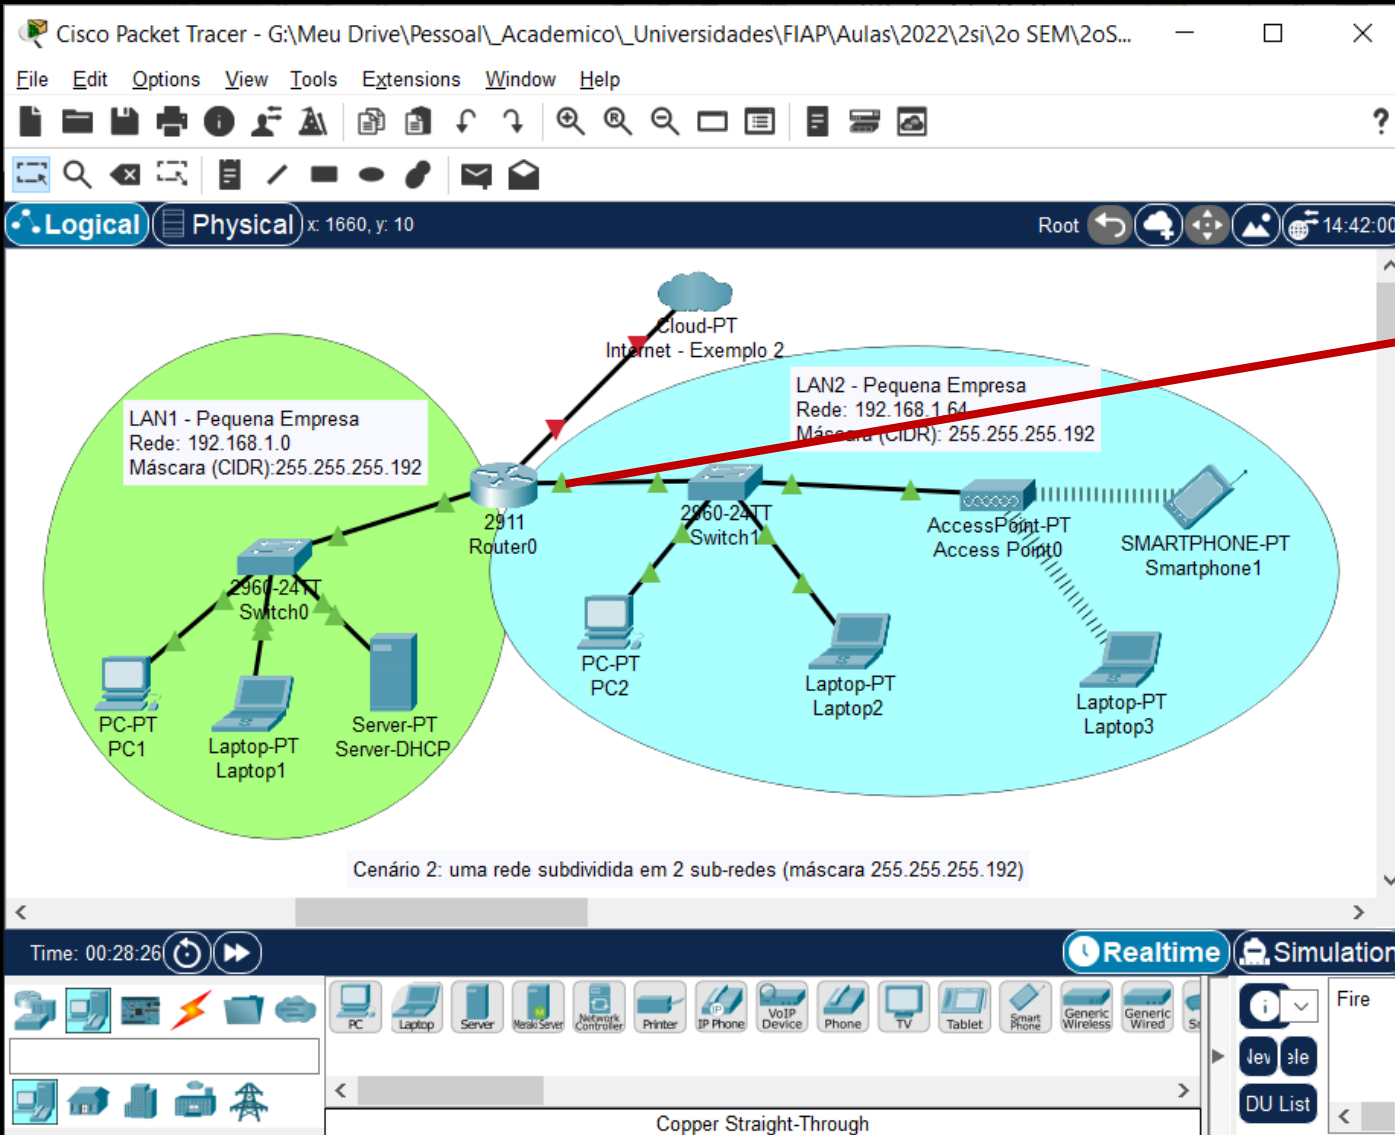 Cisco Packet Tracer - G:\Meu Drive\Pessoal\_Academico\_Universidades\FIAP\Aulas\2022\2si\2o SEM\2oS...
File Edit Options View Tools Extensions Window Help
?
Logical Physical x: 1660, y: 10 Root 14:42:00
Cloud-PT
Internet - Exemplo 2
LAN1 - Pequena Empresa
Rede: 192.168.1.0
Máscara (CIDR):255.255.255.192
LAN2 - Pequena Empresa
Rede: 192.168.1.64
Máscara (CIDR): 255.255.255.192
2911
Router0
2960-24TT
Switch0
2960-24TT
Switch1
AccessPoint-PT
Access Point0
SMARTPHONE-PT
Smartphone1
PC-PT
PC1
Laptop-PT
Laptop1
Server-PT
Server-DHCP
PC-PT
PC2
Laptop-PT
Laptop2
Laptop-PT
Laptop3
Cenário 2: uma rede subdividida em 2 sub-redes (máscara 255.255.255.192)
Time: 00:28:26 Realtime Simulation
PC Laptop Server Meraki Server Network Controller Printer IP Phone VoIP Device Phone TV Tablet Smart Phone Generic Wireless Generic Wired
Fire
DU List
Copper Straight-Through